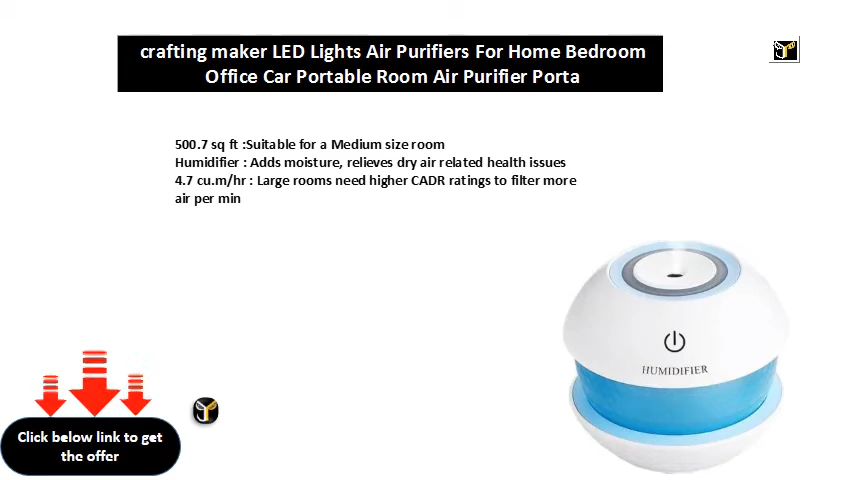 crafting maker LED Lights Air Purifiers For Home Bedroom
Office Car Portable Room Air Purifier Porta
500.7 sq ft :Suitable for a Medium size room
Humidifier : Adds moisture, relieves dry air related health issues
4.7 cu.m/hr : Large rooms need higher CADR ratings to filter more
air per min
HUMIDIFIER
Click below link to get
the offer